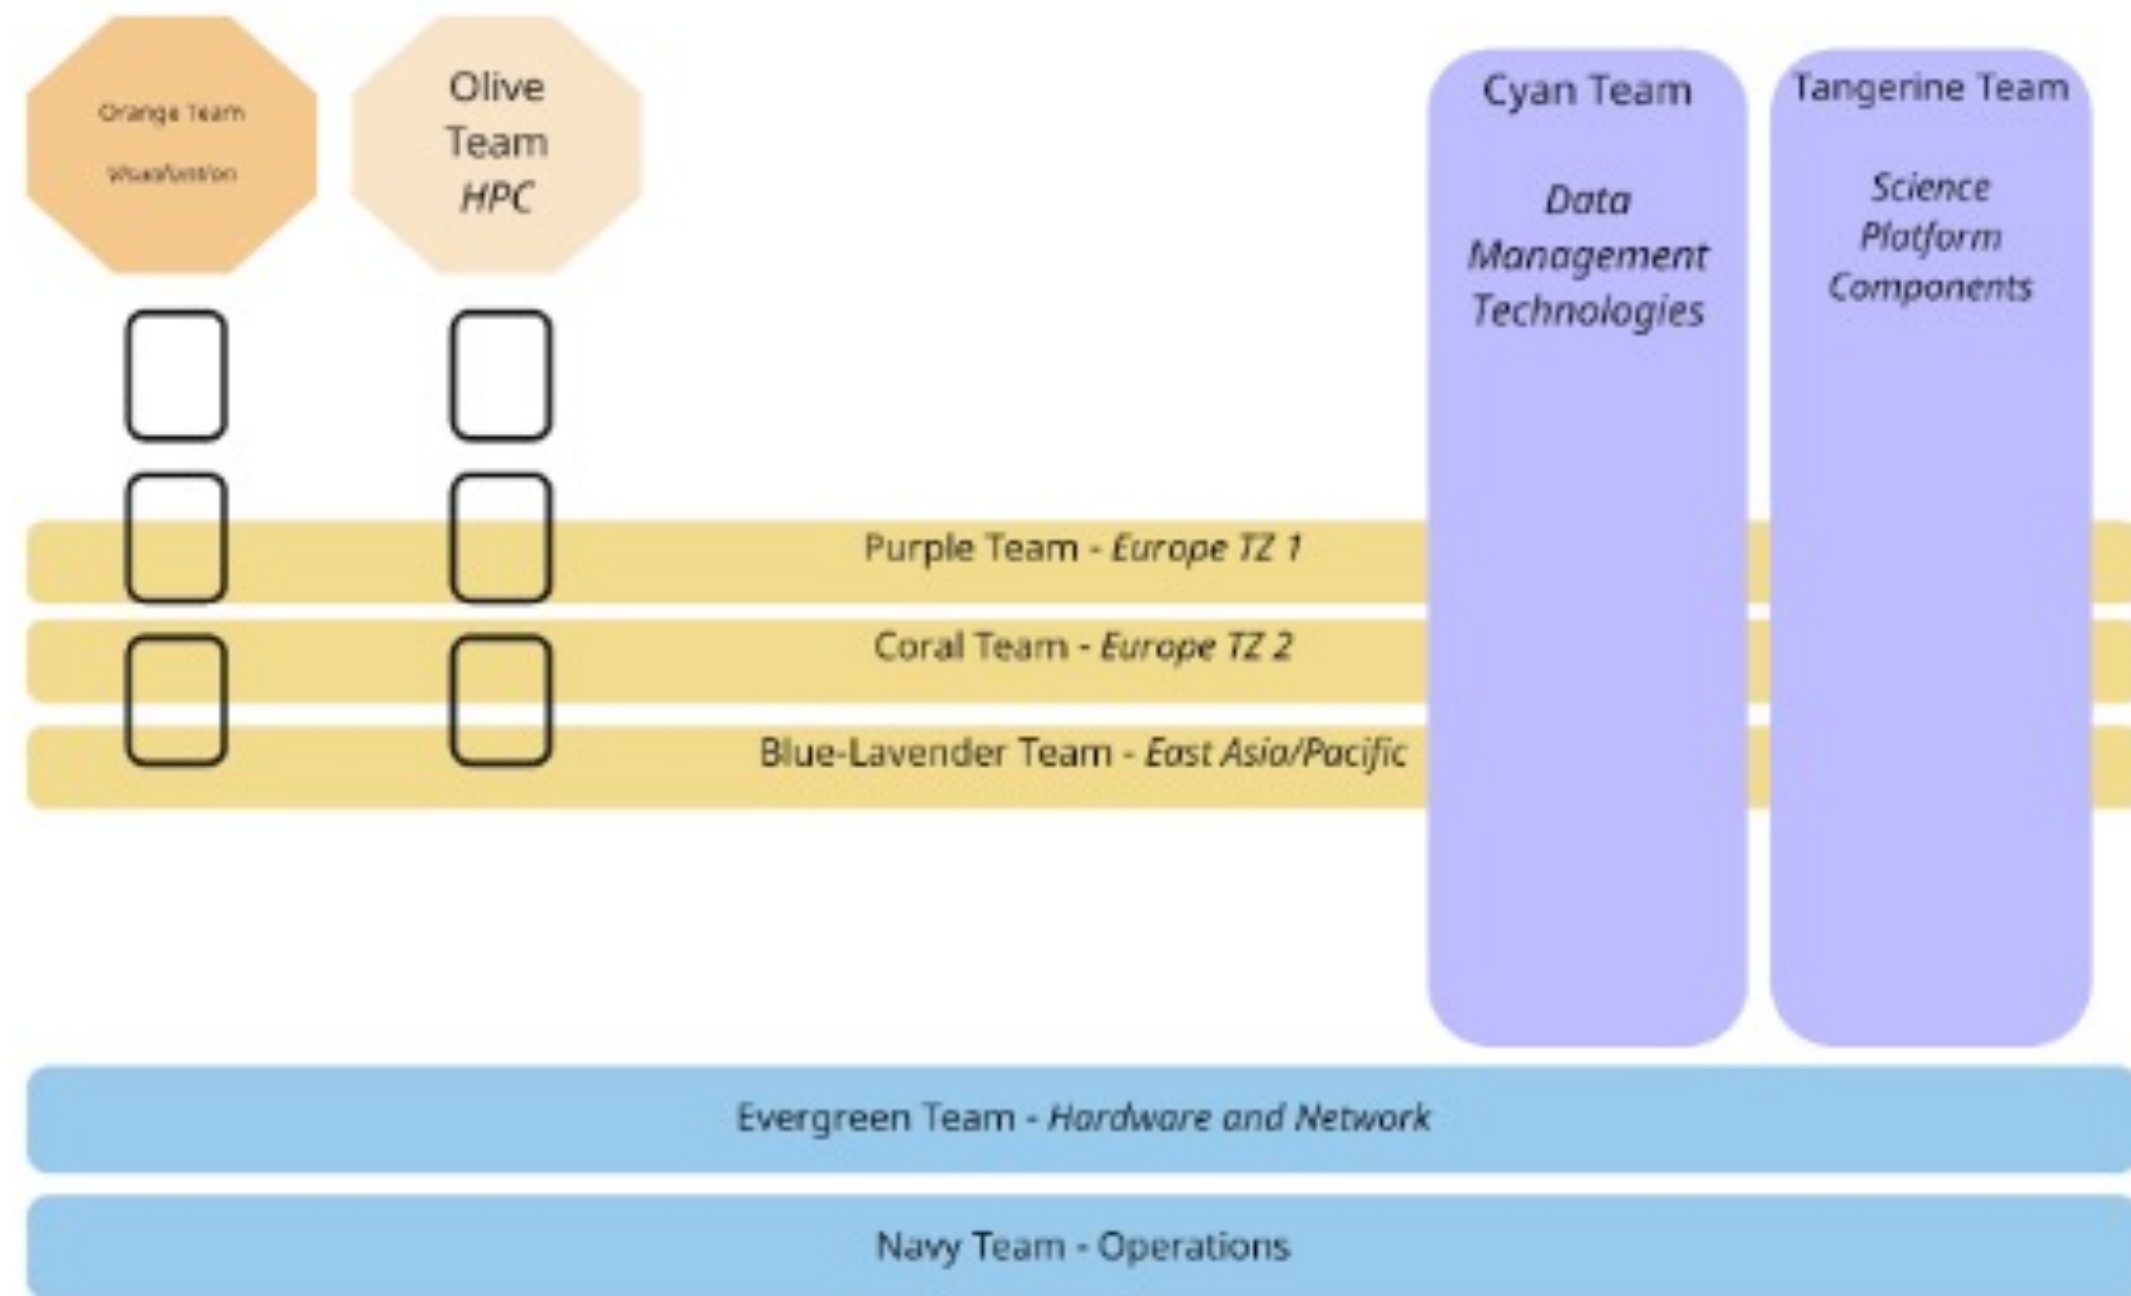 Orange Team
Olive
Team
HPC
Cyan Team
Data
Management
Technologies
Tangerine Team
Science
Platform
Components
Purple Team - Europe TZ 1
Coral Team - Europe TZ 2
Blue-Lavender Team - East Asia/Pacific
Evergreen Team - Hardware and Network
Navy Team - Operations